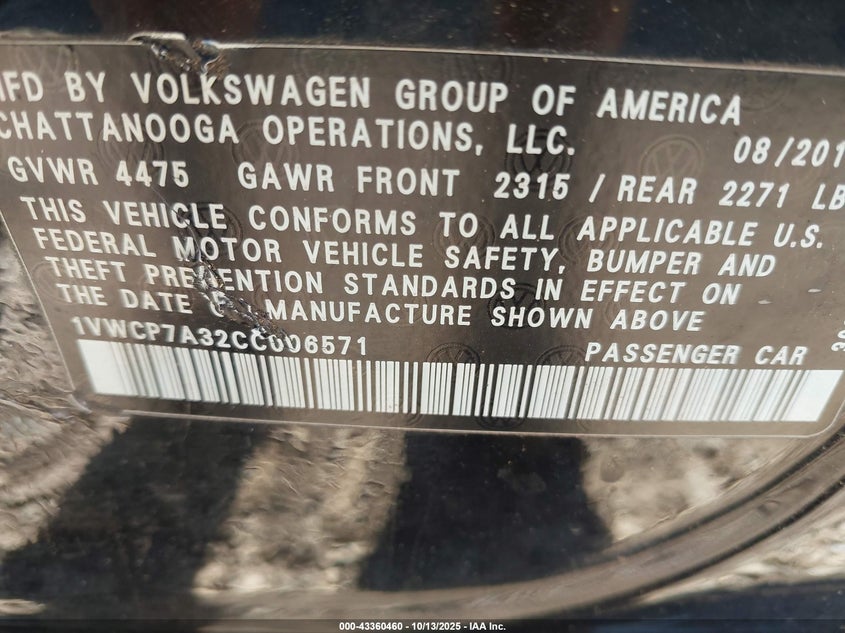 MFD BY VOLKSWAGEN GROUP OF AMERICA
CHATTANOOGA OPERATIONS, LLC. 08/201
GVWR 4475 GAWR FRONT 2315 / REAR 2271 LB
THIS VEHICLE CONFORMS TO ALL APPLICABLE U.S.
FEDERAL MOTOR VEHICLE SAFETY, BUMPER AND
THEFT PREVENTION STANDARDS IN EFFECT ON
THE DATE O MANUFACTURE SHOWN ABOVE
1VWCP7A32CC006571 PASSENGER CAR
000-43360460 - 10/13/2025 - IAA Inc.